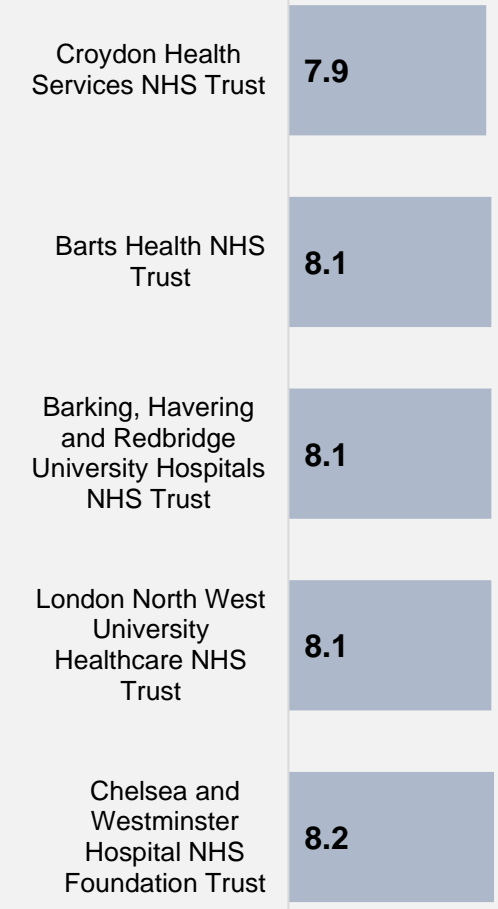 Croydon Health
Services NHS Trust
7.9
Barts Health NHS
Trust
8.1
Barking, Havering
and Redbridge
University Hospitals
NHS Trust
8.1
London North West
University
Healthcare NHS
Trust
8.1
Chelsea and
Westminster
Hospital NHS
Foundation Trust
8.2